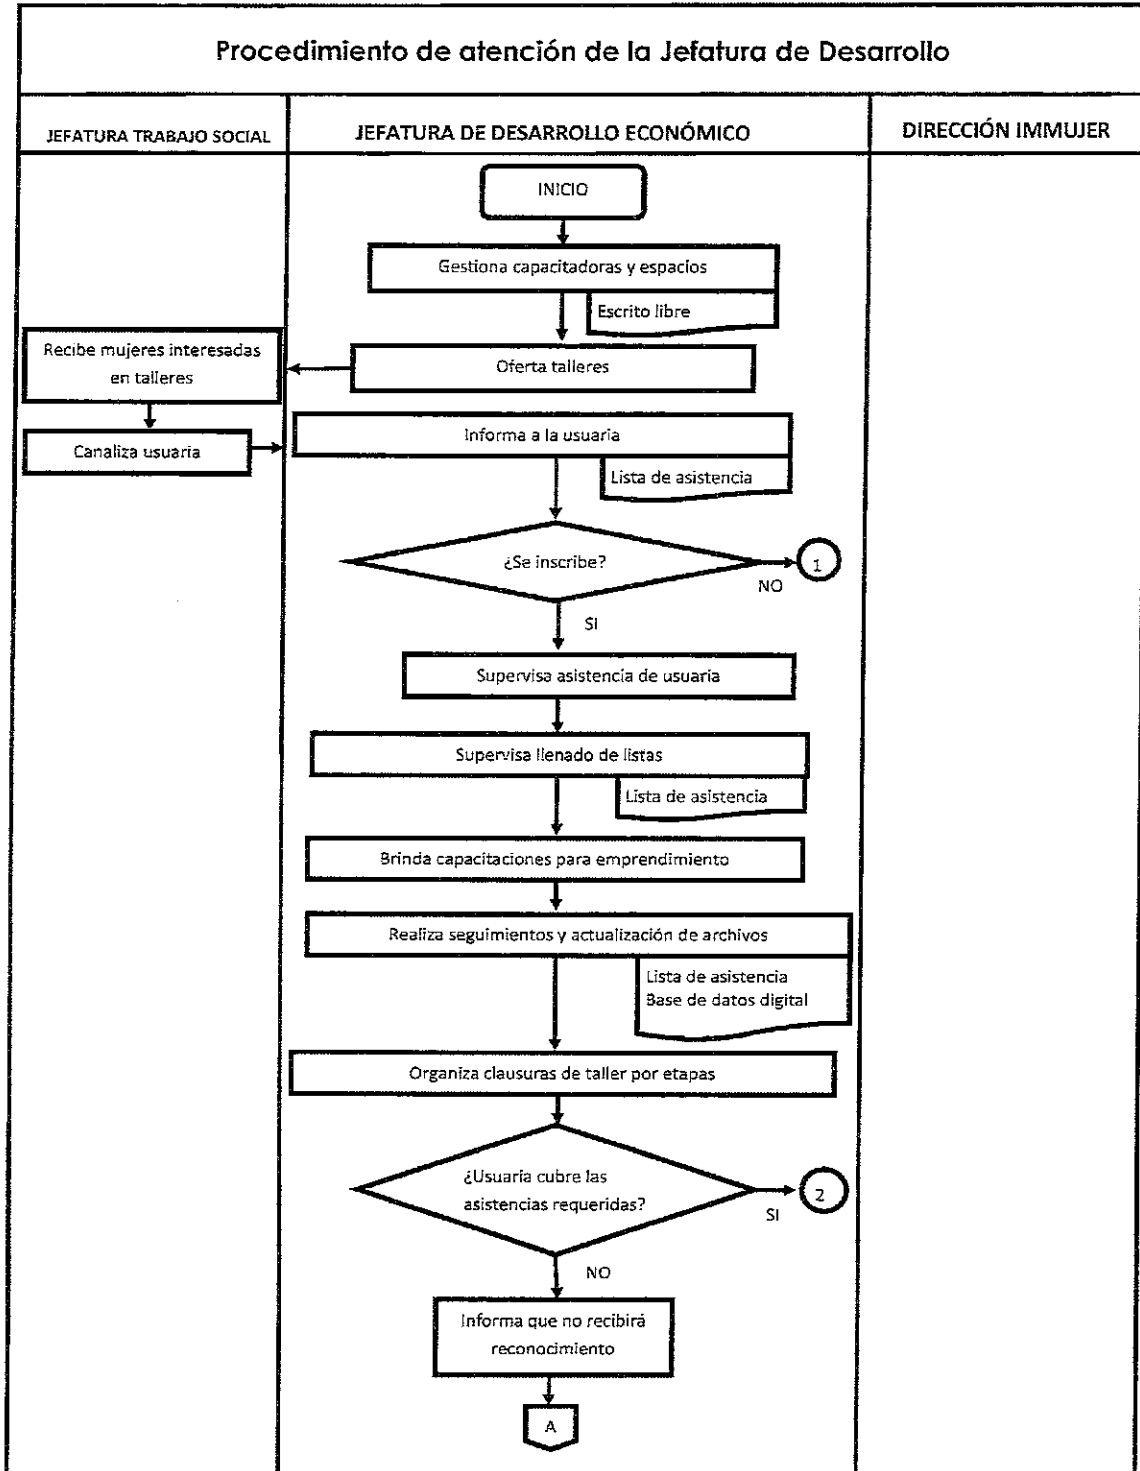 Procedimiento de atención de la Jefatura de Desarrollo
JEFATURA TRABAJO SOCIAL
JEFATURA DE DESARROLLO ECONÓMICO
DIRECCIÓN IMMUJER
INICIO
Gestiona capacitadoras y espacios
Escrito libre
Oferta talleres
Recibe mujeres interesadas
en talleres
Canaliza usuaria
Informa a la usuaria
Lista de asistencia
¿Se inscribe?
1
NO
SI
Supervisa asistencia de usuaria
Supervisa llenado de listas
Lista de asistencia
Brinda capacitaciones para emprendimiento
Realiza seguimientos y actualización de archivos
Lista de asistencia
Base de datos digital
Organiza clausuras de taller por etapas
¿Usuaria cubre las
asistencias requeridas?
2
SI
NO
Informa que no recibirá
reconocimiento
A